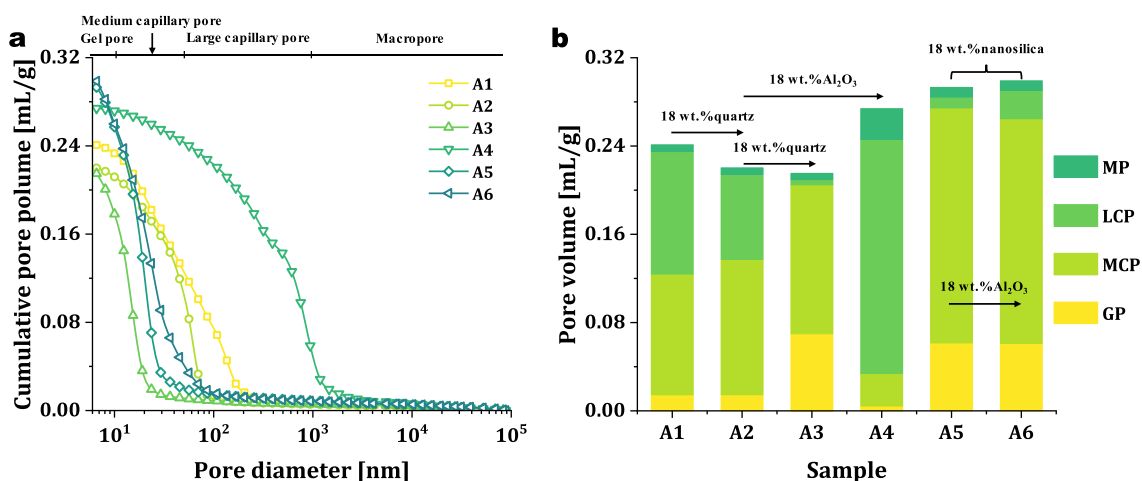 a
Medium capillary pore
Gel pore
Large capillary pore
Macropore
Cumulative pore polume [mL/g]
0.32
0.24
0.16
0.08
0.00
A1
A2
A3
A4
A5
A6
10¹
10²
10³
10⁴
10⁵
Pore diameter [nm]
b
Pore volume [mL/g]
0.32
0.24
0.16
0.08
0.00
18 wt.%nanosilica
18 wt.%Al₂O₃
18 wt.%quartz
18 wt.%quartz
18 wt.%Al₂O₃
MP
LCP
MCP
GP
A1
A2
A3
A4
A5
A6
Sample